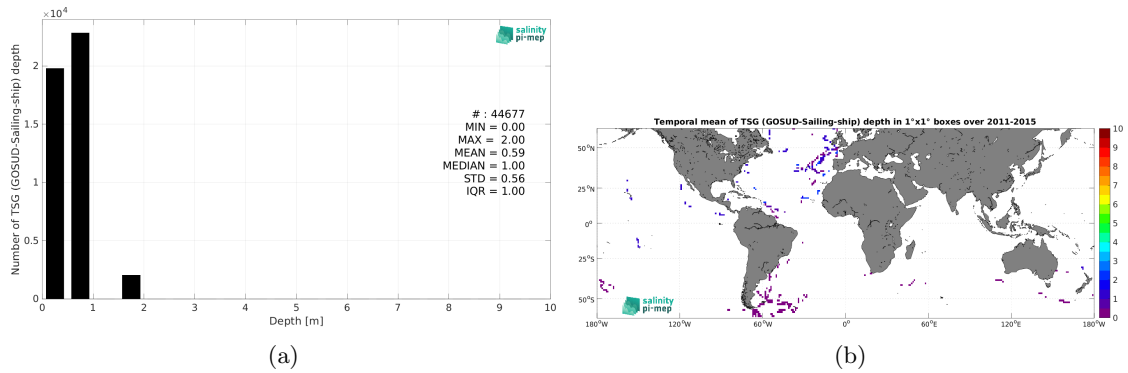 ×10⁴
Number of TSG (GOSUD-Sailing-ship) depth
2
1.5
1
0.5
0
salinity
pi-mep
# : 44677
MIN = 0.00
MAX = 2.00
MEAN = 0.59
MEDIAN = 1.00
STD = 0.56
IQR = 1.00
0 1 2 3 4 5 6 7 8 9 10
Depth [m]
(a)
Temporal mean of TSG (GOSUD-Sailing-ship) depth in 1°x1° boxes over 2011-2015
50°N
25°N
0°
25°S
50°S
salinity
pi-mep
180°W 120°W 60°W 0°E 60°E 120°E 180°W
10
9
8
7
6
5
4
3
2
1
0
(b)